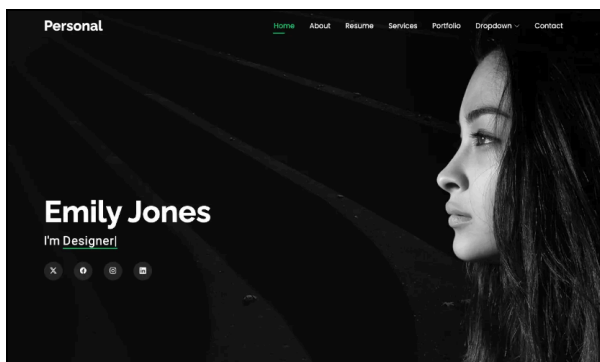 Personal
Home About Resume Services Portfolio Dropdown Contact
Emily Jones
I'm Designer|